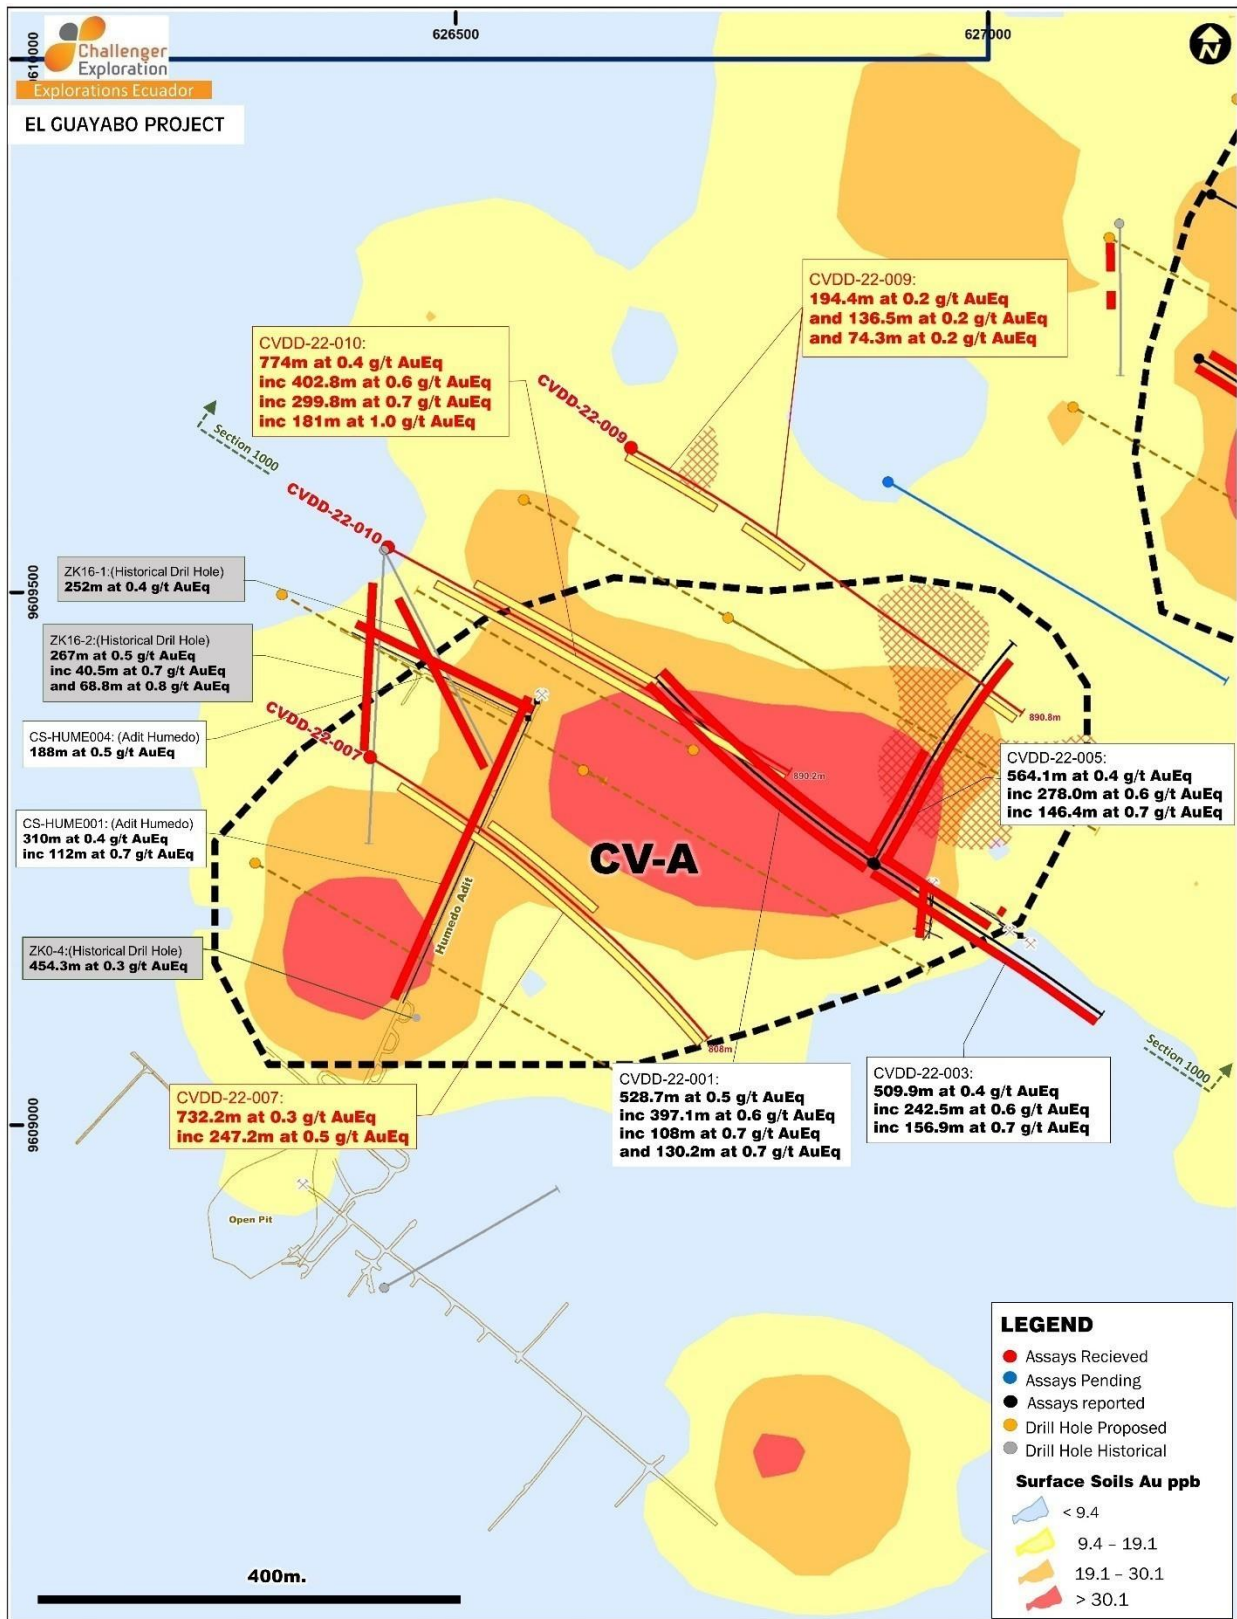 626500
627000
9610000
Challenger
Exploration
Explorations Ecuador
N
EL GUAYABO PROJECT
CVDD-22-009:
194.4m at 0.2 g/t AuEq
and 136.5m at 0.2 g/t AuEq
and 74.3m at 0.2 g/t AuEq
CVDD-22-010:
774m at 0.4 g/t AuEq
inc 402.8m at 0.6 g/t AuEq
inc 299.8m at 0.7 g/t AuEq
inc 181m at 1.0 g/t AuEq
CVDD-22-009
Section 1000
CVDD-22-010
9609500
ZK16-1:(Historical Dril Hole)
252m at 0.4 g/t AuEq
ZK16-2:(Historical Dril Hole)
267m at 0.5 g/t AuEq
inc 40.5m at 0.7 g/t AuEq
and 68.8m at 0.8 g/t AuEq
CS-HUME004: (Adit Humedo)
188m at 0.5 g/t AuEq
CVDD-22-007
890.8m
890.2m
CVDD-22-005:
564.1m at 0.4 g/t AuEq
inc 278.0m at 0.6 g/t AuEq
inc 146.4m at 0.7 g/t AuEq
CS-HUME001: (Adit Humedo)
310m at 0.4 g/t AuEq
inc 112m at 0.7 g/t AuEq
CV-A
Humedo Adit
ZK0-4:(Historical Dril Hole)
454.3m at 0.3 g/t AuEq
808m
Section 1000
CVDD-22-007:
732.2m at 0.3 g/t AuEq
inc 247.2m at 0.5 g/t AuEq
CVDD-22-001:
528.7m at 0.5 g/t AuEq
inc 397.1m at 0.6 g/t AuEq
inc 108m at 0.7 g/t AuEq
and 130.2m at 0.7 g/t AuEq
CVDD-22-003:
509.9m at 0.4 g/t AuEq
inc 242.5m at 0.6 g/t AuEq
inc 156.9m at 0.7 g/t AuEq
9609000
Open Pit
LEGEND
Assays Recieved
Assays Pending
Assays reported
Drill Hole Proposed
Drill Hole Historical
Surface Soils Au ppb
< 9.4
9.4 – 19.1
19.1 – 30.1
> 30.1
400m.